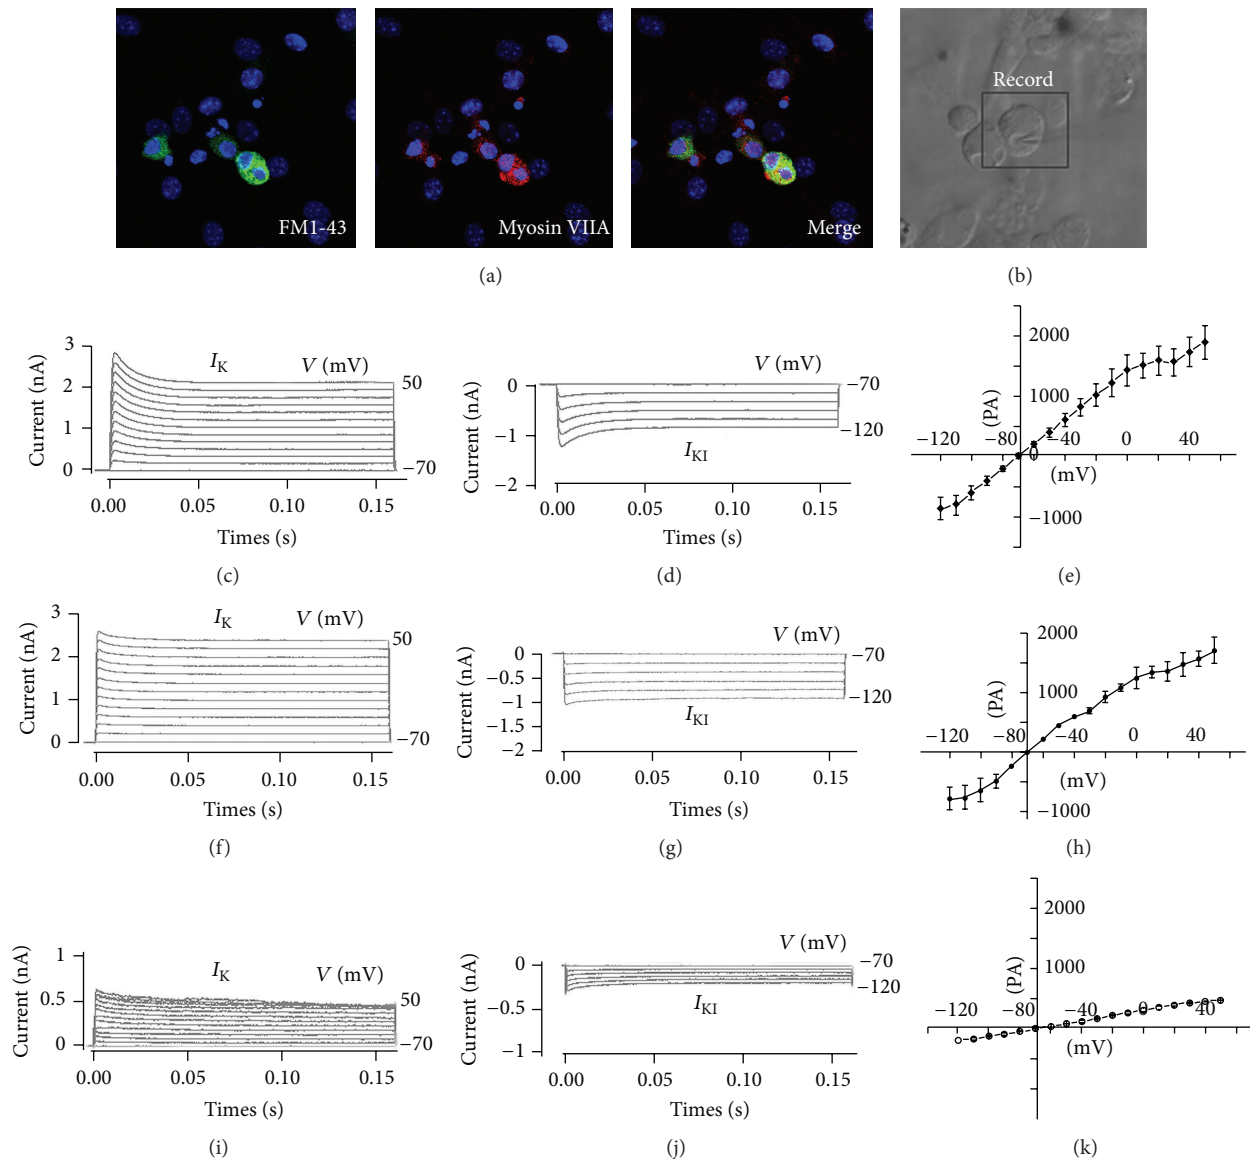 FM1-43
Myosin VIIA
Merge
Record
(a)
(b)
Current (nA)
3
2
1
0
I_K
V (mV)
50
−70
0.00 0.05 0.10 0.15
Times (s)
(c)
Current (nA)
0
−1
−2
V (mV)
−70
−120
I_KI
0.00 0.05 0.10 0.15
Times (s)
(d)
2000
1000
(PA)
−120 −80 −40 0 40
0
(mV)
−1000
(e)
Current (nA)
3
2
1
0
I_K
V (mV)
50
−70
0.00 0.05 0.10 0.15
Times (s)
(f)
Current (nA)
0
−0.5
−1
−1.5
−2
V (mV)
−70
−120
I_KI
0.00 0.05 0.10 0.15
Times (s)
(g)
2000
1000
(PA)
−120 −80 −40 0 40
(mV)
−1000
(h)
Current (nA)
1
0.5
0
I_K
V (mV)
50
−70
0.00 0.05 0.10 0.15
Times (s)
(i)
Current (nA)
0
−0.5
−1
V (mV)
−70
−120
I_KI
0.00 0.05 0.10 0.15
Times (s)
(j)
2000
1000
(PA)
−120 −80 −40 0 40
(mV)
(k)